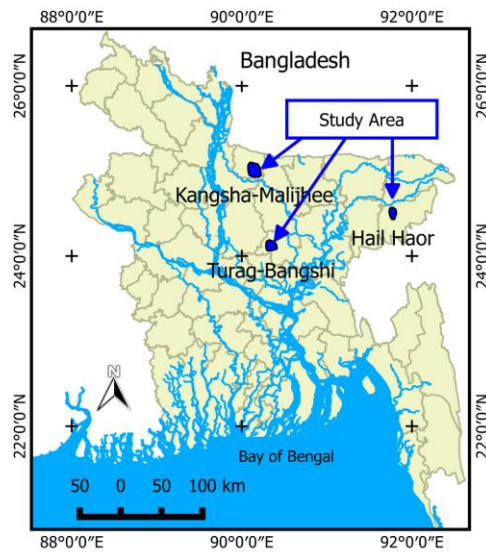 88°0'0"E 90°0'0"E 92°0'0"E
26°0'0"N
Bangladesh
26°0'0"N
Study Area
Kangsha-Malijhee
Hail Haor
24°0'0"N
Turag-Bangshi
24°0'0"N
N
22°0'0"N
22°0'0"N
Bay of Bengal
50 0 50 100 km
88°0'0"E 90°0'0"E 92°0'0"E